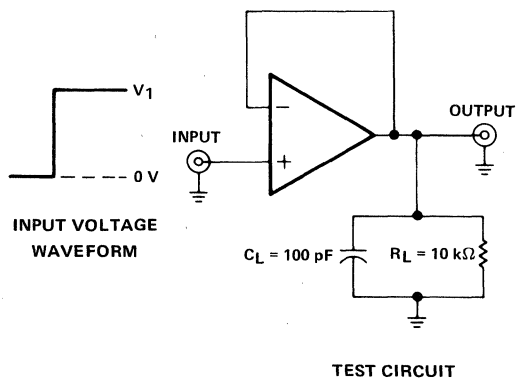 V1
0 V
INPUT VOLTAGE
WAVEFORM
INPUT
−
+
OUTPUT
CL = 100 pF
RL = 10 kΩ
TEST CIRCUIT